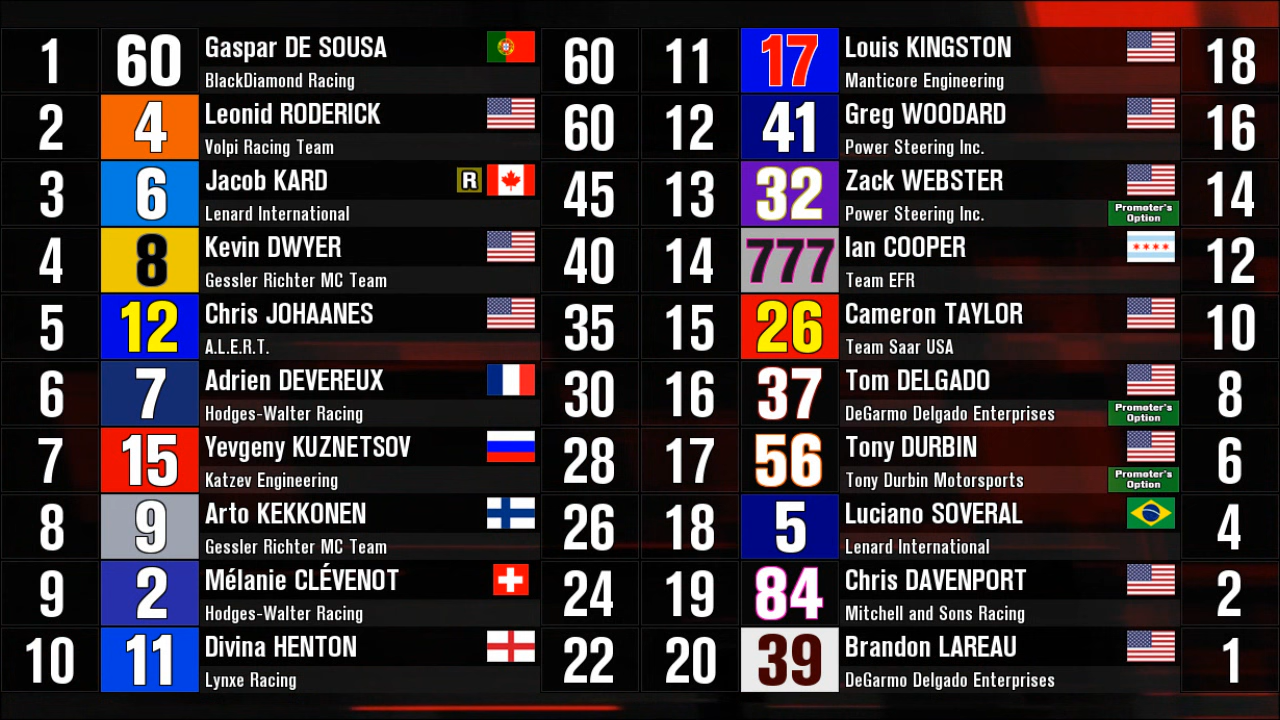 1 60 Gaspar DE SOUSA 60
BlackDiamond Racing
2 4 Leonid RODERICK 60
Volpi Racing Team
3 6 Jacob KARD R 45
Lenard International
4 8 Kevin DWYER 40
Gessler Richter MC Team
5 12 Chris JOHAANES 35
A.L.E.R.T.
6 7 Adrien DEVEREUX 30
Hodges-Walter Racing
7 15 Yevgeny KUZNETSOV 28
Katzev Engineering
8 9 Arto KEKKONEN 26
Gessler Richter MC Team
9 2 Mélanie CLÉVENOT 24
Hodges-Walter Racing
10 11 Divina HENTON 22
Lynxe Racing
11 17 Louis KINGSTON 18
Manticore Engineering
12 41 Greg WOODARD 16
Power Steering Inc.
13 32 Zack WEBSTER 14
Power Steering Inc. Promoter's
Option
14 777 Ian COOPER 12
Team EFR
15 26 Cameron TAYLOR 10
Team Saar USA
16 37 Tom DELGADO 8
DeGarmo Delgado Enterprises Promoter's
Option
17 56 Tony DURBIN 6
Tony Durbin Motorsports Promoter's
Option
18 5 Luciano SOVERAL 4
Lenard International
19 84 Chris DAVENPORT 2
Mitchell and Sons Racing
20 39 Brandon LAREAU 1
DeGarmo Delgado Enterprises